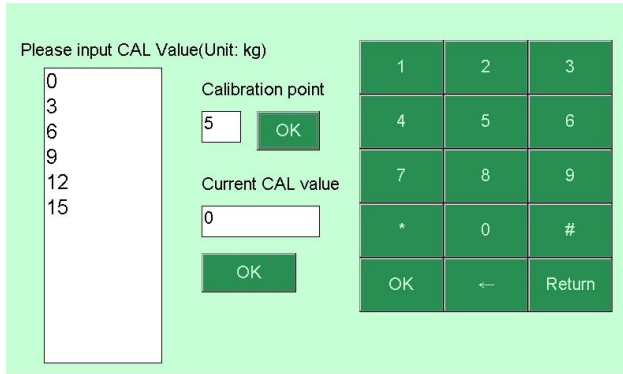 Please input CAL Value(Unit: kg)
0
3
6
9
12
15
Calibration point
5
OK
Current CAL value
0
OK
1 2 3
4 5 6
7 8 9
* 0 #
OK ← Return